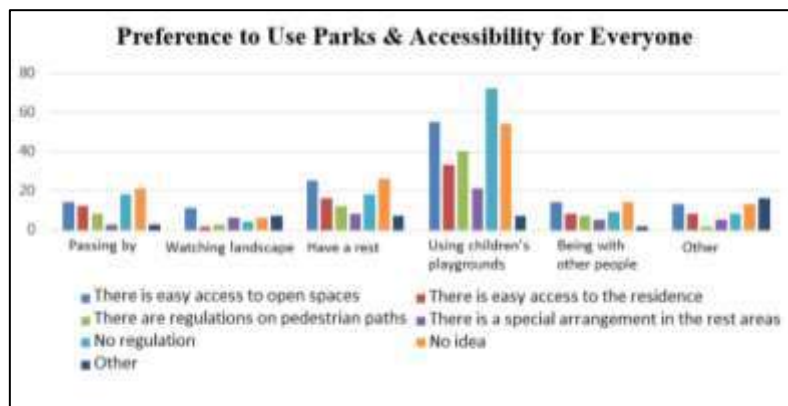 Preference to Use Parks & Accessibility for Everyone
80
60
40
20
0
Passing by
Watching landscape
Have a rest
Using children's
playgrounds
Being with
other people
Other
There is easy access to open spaces
There is easy access to the residence
There are regulations on pedestrian paths
There is a special arrangement in the rest areas
No regulation
No idea
Other